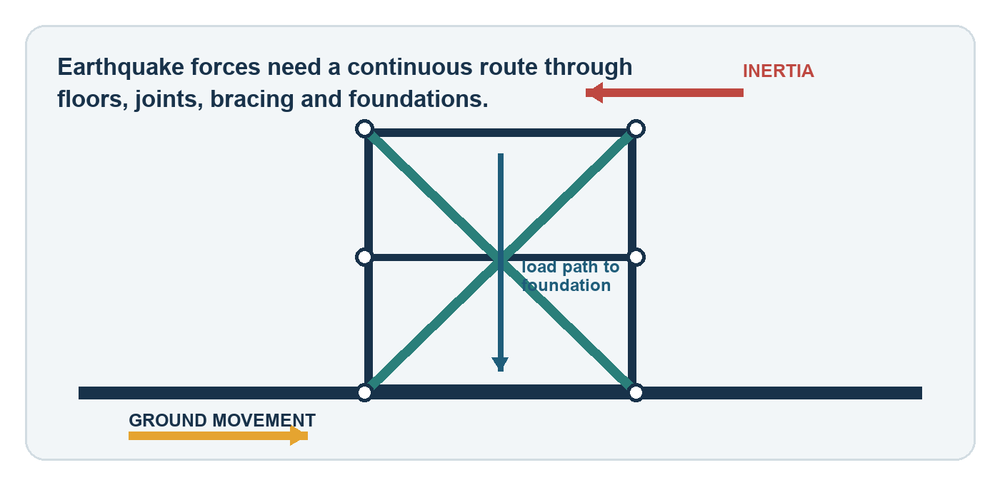 Earthquake forces need a continuous route through
floors, joints, bracing and foundations.
INERTIA
load path to
foundation
GROUND MOVEMENT